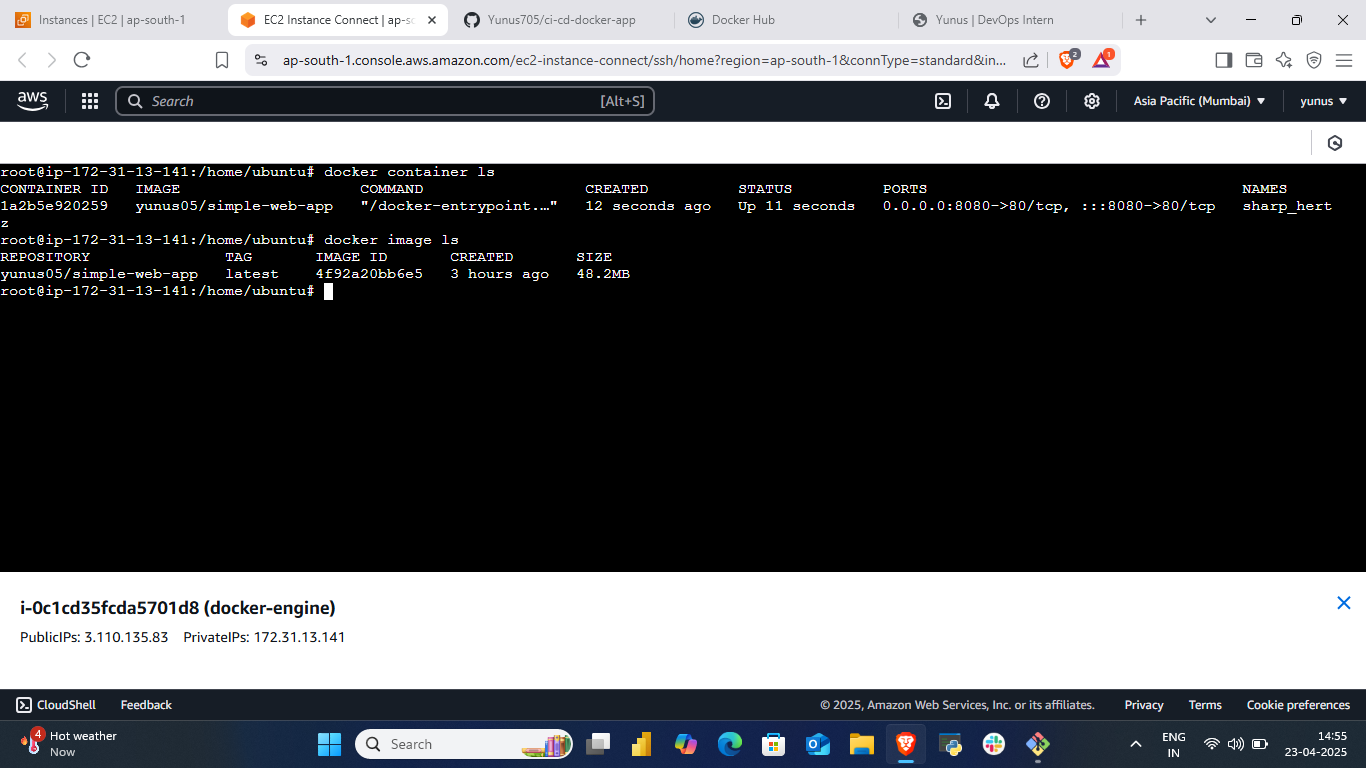 Instances | EC2 | ap-south-1
EC2 Instance Connect | ap-s
Yunus705/ci-cd-docker-app
Docker Hub
Yunus | DevOps Intern
ap-south-1.console.aws.amazon.com/ec2-instance-connect/ssh/home?region=ap-south-1&connType=standard&in...
2
1
aws
Search
[Alt+S]
Asia Pacific (Mumbai)
yunus
root@ip-172-31-13-141:/home/ubuntu# docker container ls
CONTAINER ID   IMAGE                    COMMAND                  CREATED          STATUS          PORTS                                   NAMES
1a2b5e920259   yunus05/simple-web-app   "/docker-entrypoint.…"   12 seconds ago   Up 11 seconds   0.0.0.0:8080->80/tcp, :::8080->80/tcp   sharp_hert
z
root@ip-172-31-13-141:/home/ubuntu# docker image ls
REPOSITORY               TAG       IMAGE ID       CREATED       SIZE
yunus05/simple-web-app   latest    4f92a20bb6e5   3 hours ago   48.2MB
root@ip-172-31-13-141:/home/ubuntu#
i-0c1cd35fcda5701d8 (docker-engine)
PublicIPs: 3.110.135.83 PrivateIPs: 172.31.13.141
CloudShell
Feedback
© 2025, Amazon Web Services, Inc. or its affiliates.
Privacy
Terms
Cookie preferences
4
Hot weather
Now
Search
ENG
IN
14:55
23-04-2025